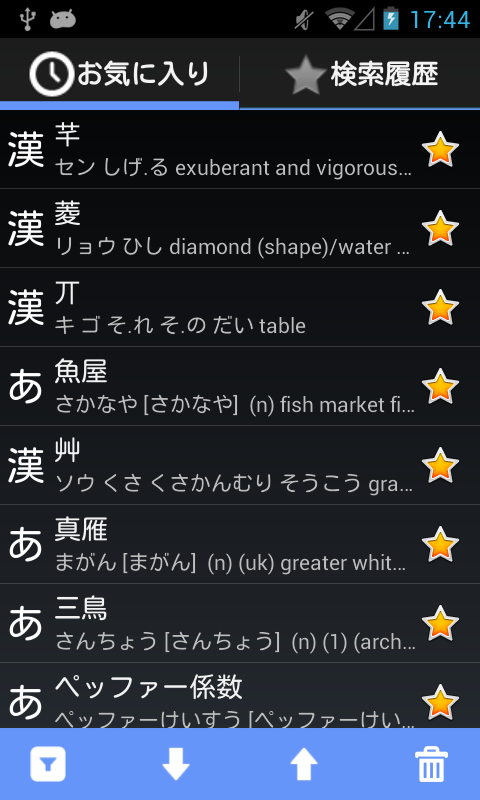 17:44
お気に入り
検索履歴
漢
芊
セン しげ.る exuberant and vigorous...
漢
菱
リョウ ひし diamond (shape)/water ...
漢
丌
キ ゴ そ.れ そ.の だい table
あ
魚屋
さかなや [さかなや]  (n) fish market fi...
漢
艸
ソウ くさ くさかんむり そうこう gra...
あ
真雁
まがん [まがん]  (n) (uk) greater whit...
あ
三鳥
さんちょう [さんちょう]  (n) (1) (arch...
あ
ペッファー係数
ペッファーけいすう [ペッファーけい...